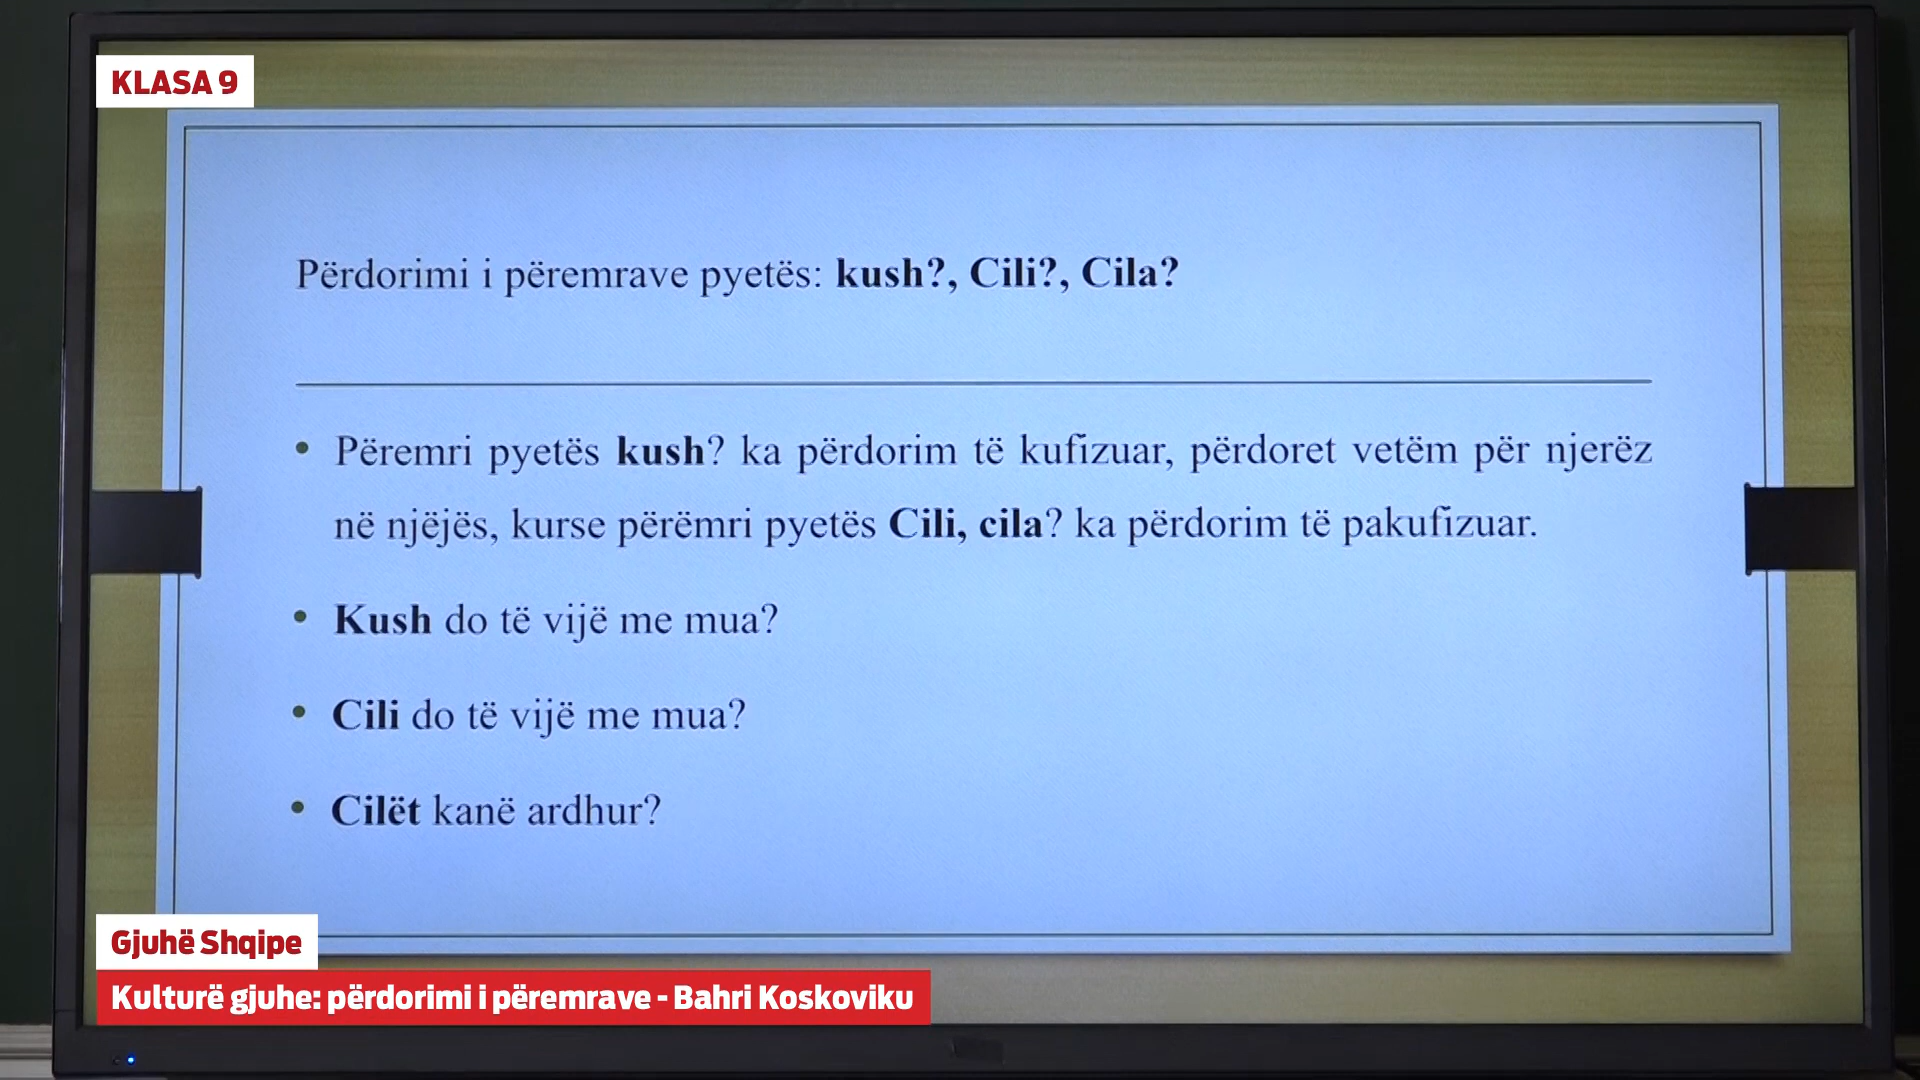 KLASA 9
Përdorimi i përemrave pyetës: kush?, Cili?, Cila?
• Përemri pyetës kush? ka përdorim të kufizuar, përdoret vetëm për njerëz
në njëjës, kurse përëmri pyetës Cili, cila? ka përdorim të pakufizuar.
• Kush do të vijë me mua?
• Cili do të vijë me mua?
• Cilët kanë ardhur?
Gjuhë Shqipe
Kulturë gjuhe: përdorimi i përemrave - Bahri Koskoviku